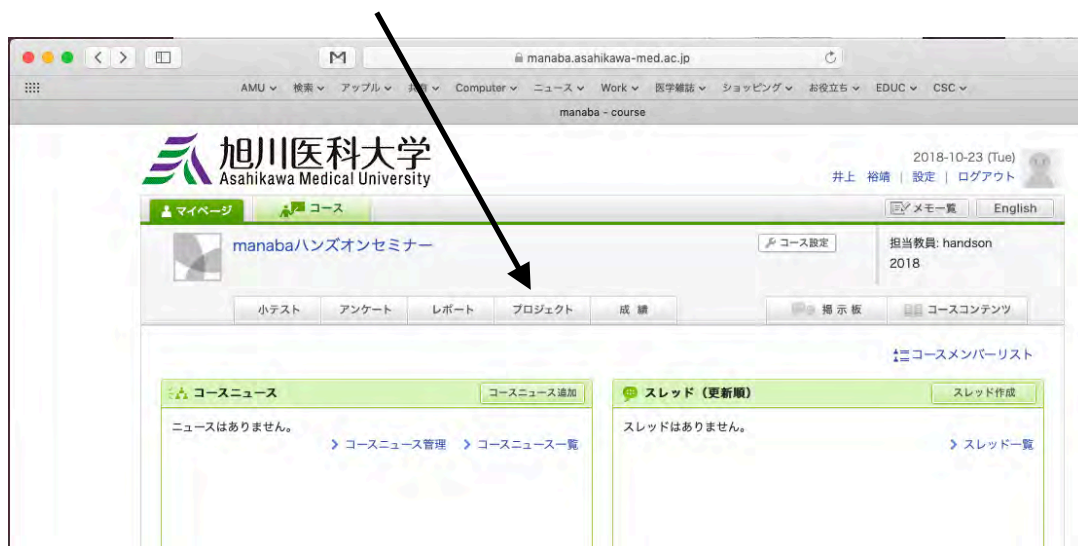 manaba.asahikawa-med.ac.jp
AMU 検索 アップル 共有 Computer ニュース Work 医学雑誌 ショッピング お役立ち EDUC CSC
manaba - course
旭川医科大学
Asahikawa Medical University
2018-10-23 (Tue)
井上 裕靖 | 設定 | ログアウト
マイページ コース メモ一覧 English
manabaハンズオンセミナー コース設定 担当教員: handson
2018
小テスト アンケート レポート プロジェクト 成績 掲示板 コースコンテンツ
コースメンバーリスト
コースニュース コースニュース追加 スレッド（更新順） スレッド作成
ニュースはありません。 スレッドはありません。
コースニュース管理 コースニュース一覧 スレッド一覧